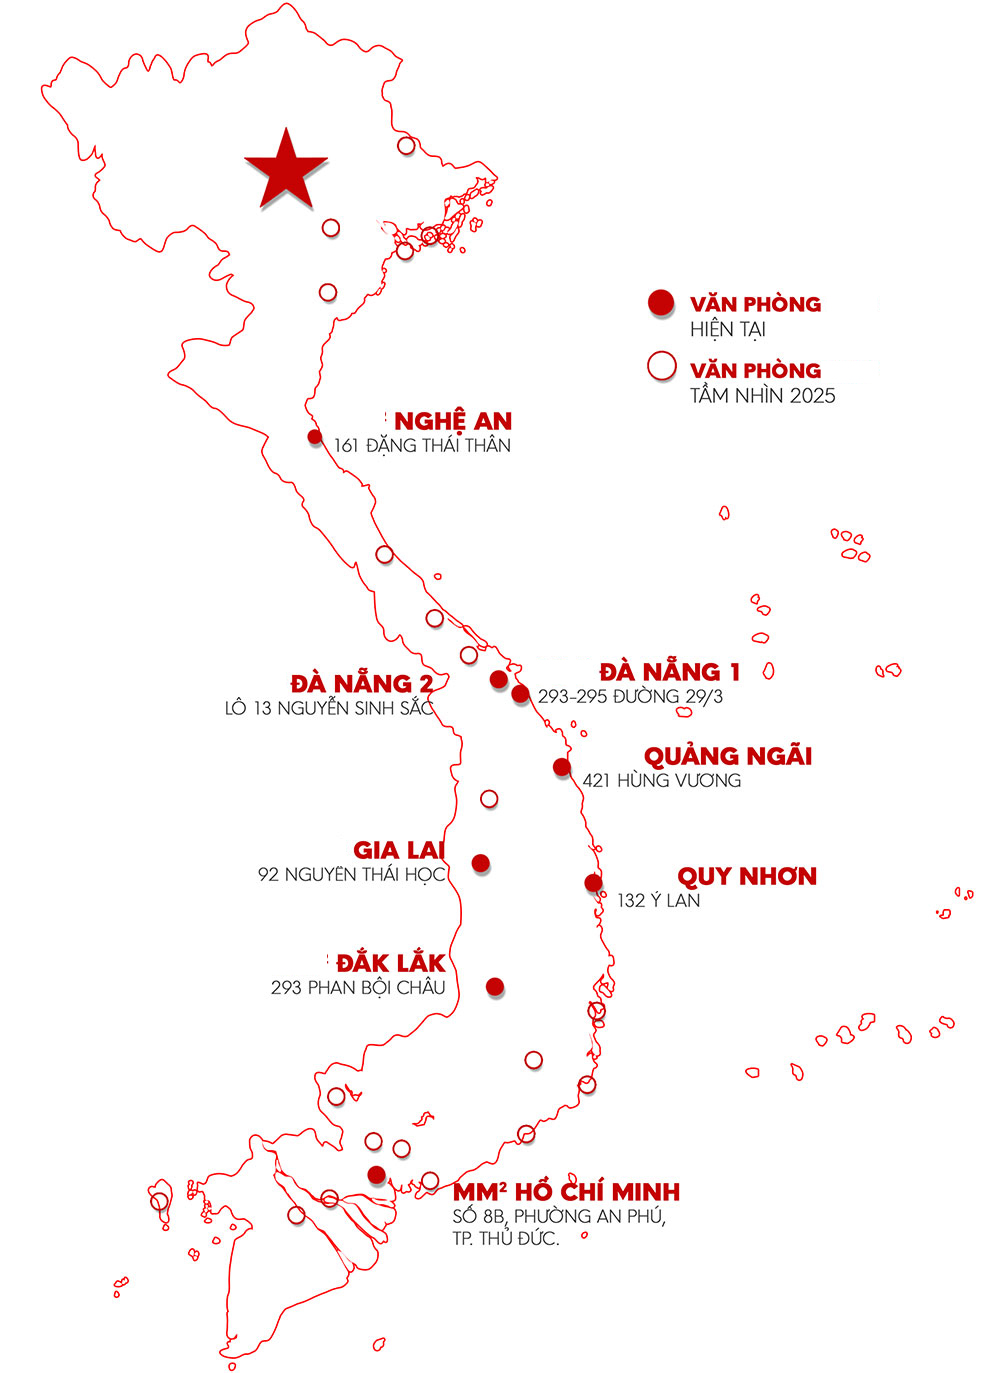 VĂN PHÒNG
HIỆN TẠI
VĂN PHÒNG
TẦM NHÌN 2025
NGHỆ AN
161 ĐẶNG THÁI THÂN
ĐÀ NẴNG 2
LÔ 13 NGUYỄN SINH SẮC
ĐÀ NẴNG 1
293-295 ĐƯỜNG 29/3
QUẢNG NGÃI
421 HÙNG VƯƠNG
GIA LAI
92 NGUYỄN THÁI HỌC
QUY NHƠN
132 Ỷ LAN
ĐẮK LẮK
293 PHAN BỘI CHÂU
MM² HỒ CHÍ MINH
SỐ 8B, PHƯỜNG AN PHÚ,
TP. THỦ ĐỨC.